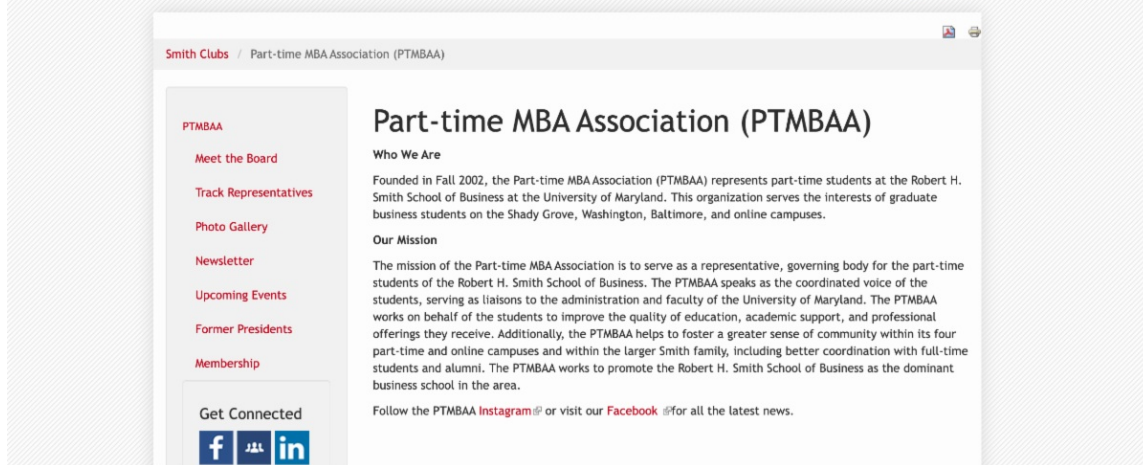 Smith Clubs / Part-time MBA Association (PTMBAA)
PTMBAA
Meet the Board
Track Representatives
Photo Gallery
Newsletter
Upcoming Events
Former Presidents
Membership
Get Connected
Part-time MBA Association (PTMBAA)
Who We Are
Founded in Fall 2002, the Part-time MBA Association (PTMBAA) represents part-time students at the Robert H.
Smith School of Business at the University of Maryland. This organization serves the interests of graduate
business students on the Shady Grove, Washington, Baltimore, and online campuses.
Our Mission
The mission of the Part-time MBA Association is to serve as a representative, governing body for the part-time
students of the Robert H. Smith School of Business. The PTMBAA speaks as the coordinated voice of the
students, serving as liaisons to the administration and faculty of the University of Maryland. The PTMBAA
works on behalf of the students to improve the quality of education, academic support, and professional
offerings they receive. Additionally, the PTMBAA helps to foster a greater sense of community within its four
part-time and online campuses and within the larger Smith family, including better coordination with full-time
students and alumni. The PTMBAA works to promote the Robert H. Smith School of Business as the dominant
business school in the area.
Follow the PTMBAA Instagram or visit our Facebook for all the latest news.